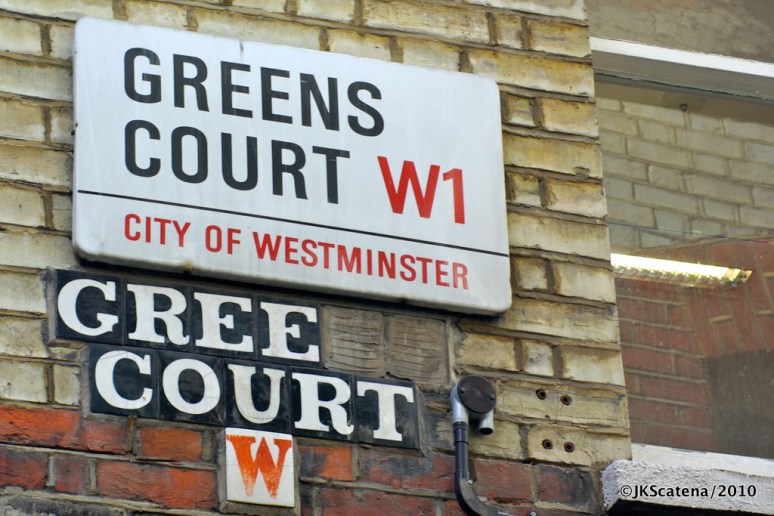 GREENS
COURT W1
CITY OF WESTMINSTER
GREE
COURT
W
©JKScatena/2010